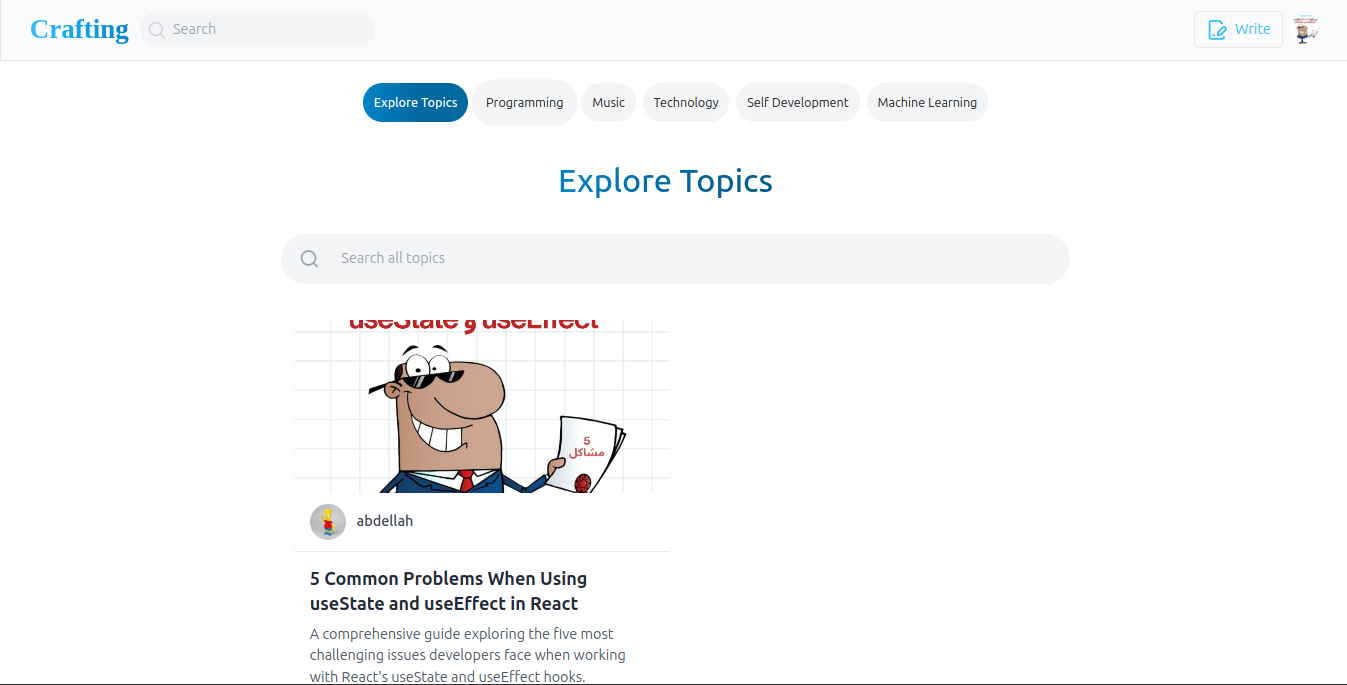 Crafting
Search
Write
Explore Topics
Programming
Music
Technology
Self Development
Machine Learning
Explore Topics
Search all topics
useState و useEffect
5
مشاكل
abdellah
5 Common Problems When Using
useState and useEffect in React
A comprehensive guide exploring the five most
challenging issues developers face when working
with React's useState and useEffect hooks.